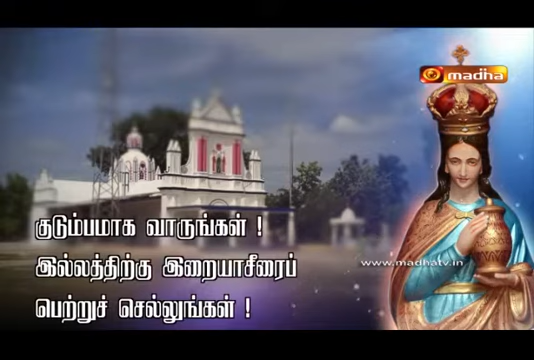 madha
குடும்பமாக வாருங்கள் !
www.madhatv.in
இல்லத்திற்கு இறையாசீரைப்
பெற்றுச் செல்லுங்கள் !